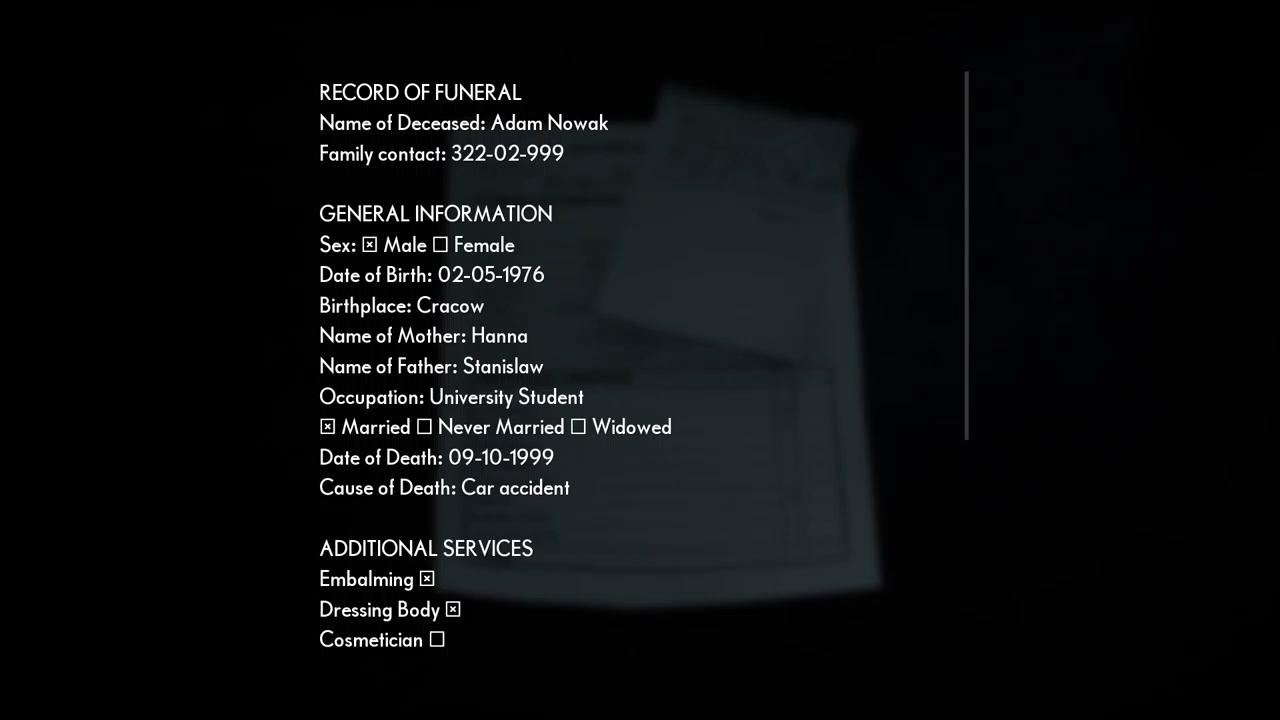 RECORD OF FUNERAL
Name of Deceased: Adam Nowak
Family contact: 322-02-999
GENERAL INFORMATION
Sex: ☒ Male ☐ Female
Date of Birth: 02-05-1976
Birthplace: Cracow
Name of Mother: Hanna
Name of Father: Stanislaw
Occupation: University Student
☒ Married ☐ Never Married ☐ Widowed
Date of Death: 09-10-1999
Cause of Death: Car accident
ADDITIONAL SERVICES
Embalming ☒
Dressing Body ☒
Cosmetician ☐